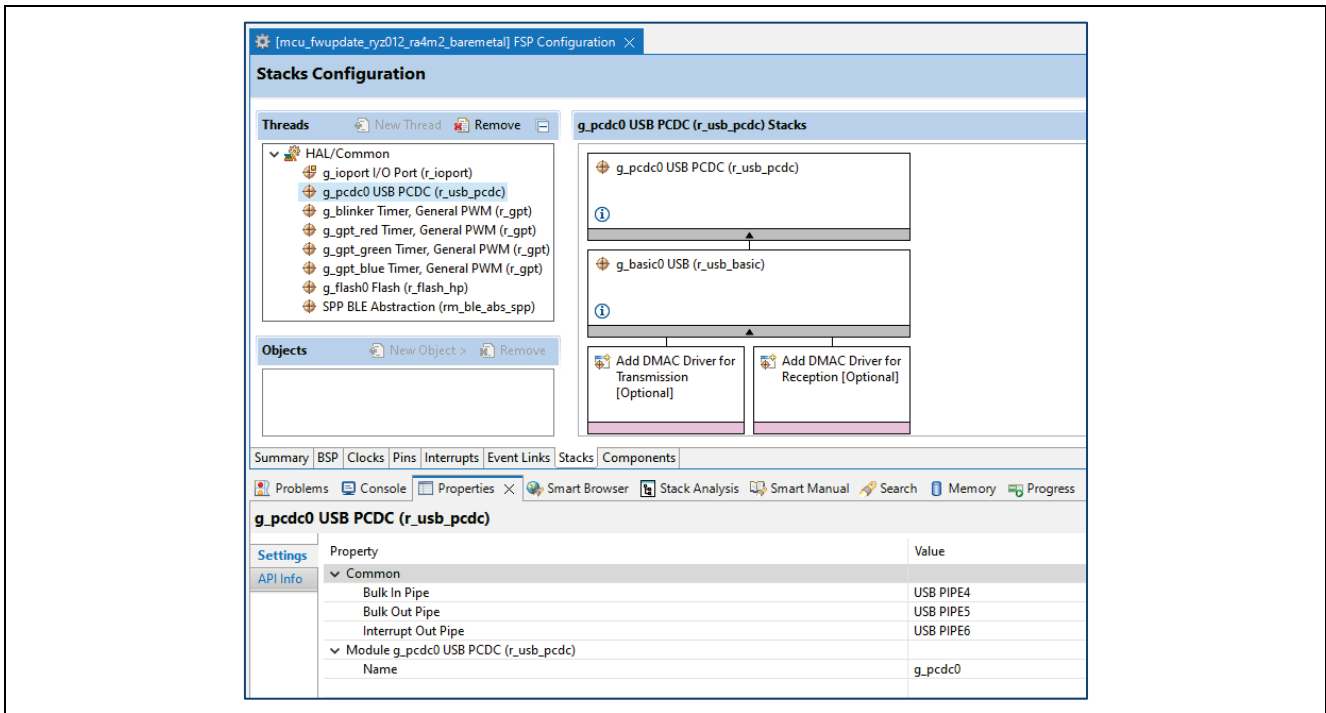 [mcu_fwupdate_ryz012_ra4m2_baremetal] FSP Configuration
Stacks Configuration
Threads
New Thread
Remove
HAL/Common
g_ioport I/O Port (r_ioport)
g_pcdc0 USB PCDC (r_usb_pcdc)
g_blinker Timer, General PWM (r_gpt)
g_gpt_red Timer, General PWM (r_gpt)
g_gpt_green Timer, General PWM (r_gpt)
g_gpt_blue Timer, General PWM (r_gpt)
g_flash0 Flash (r_flash_hp)
SPP BLE Abstraction (rm_ble_abs_spp)
Objects
New Object >
Remove
g_pcdc0 USB PCDC (r_usb_pcdc) Stacks
g_pcdc0 USB PCDC (r_usb_pcdc)
g_basic0 USB (r_usb_basic)
Add DMAC Driver for
Transmission
[Optional]
Add DMAC Driver for
Reception [Optional]
Summary BSP Clocks Pins Interrupts Event Links Stacks Components
Problems Console Properties Smart Browser Stack Analysis Smart Manual Search Memory Progress
g_pcdc0 USB PCDC (r_usb_pcdc)
Settings
API Info
Property Value
Common
Bulk In Pipe USB PIPE4
Bulk Out Pipe USB PIPE5
Interrupt Out Pipe USB PIPE6
Module g_pcdc0 USB PCDC (r_usb_pcdc)
Name g_pcdc0